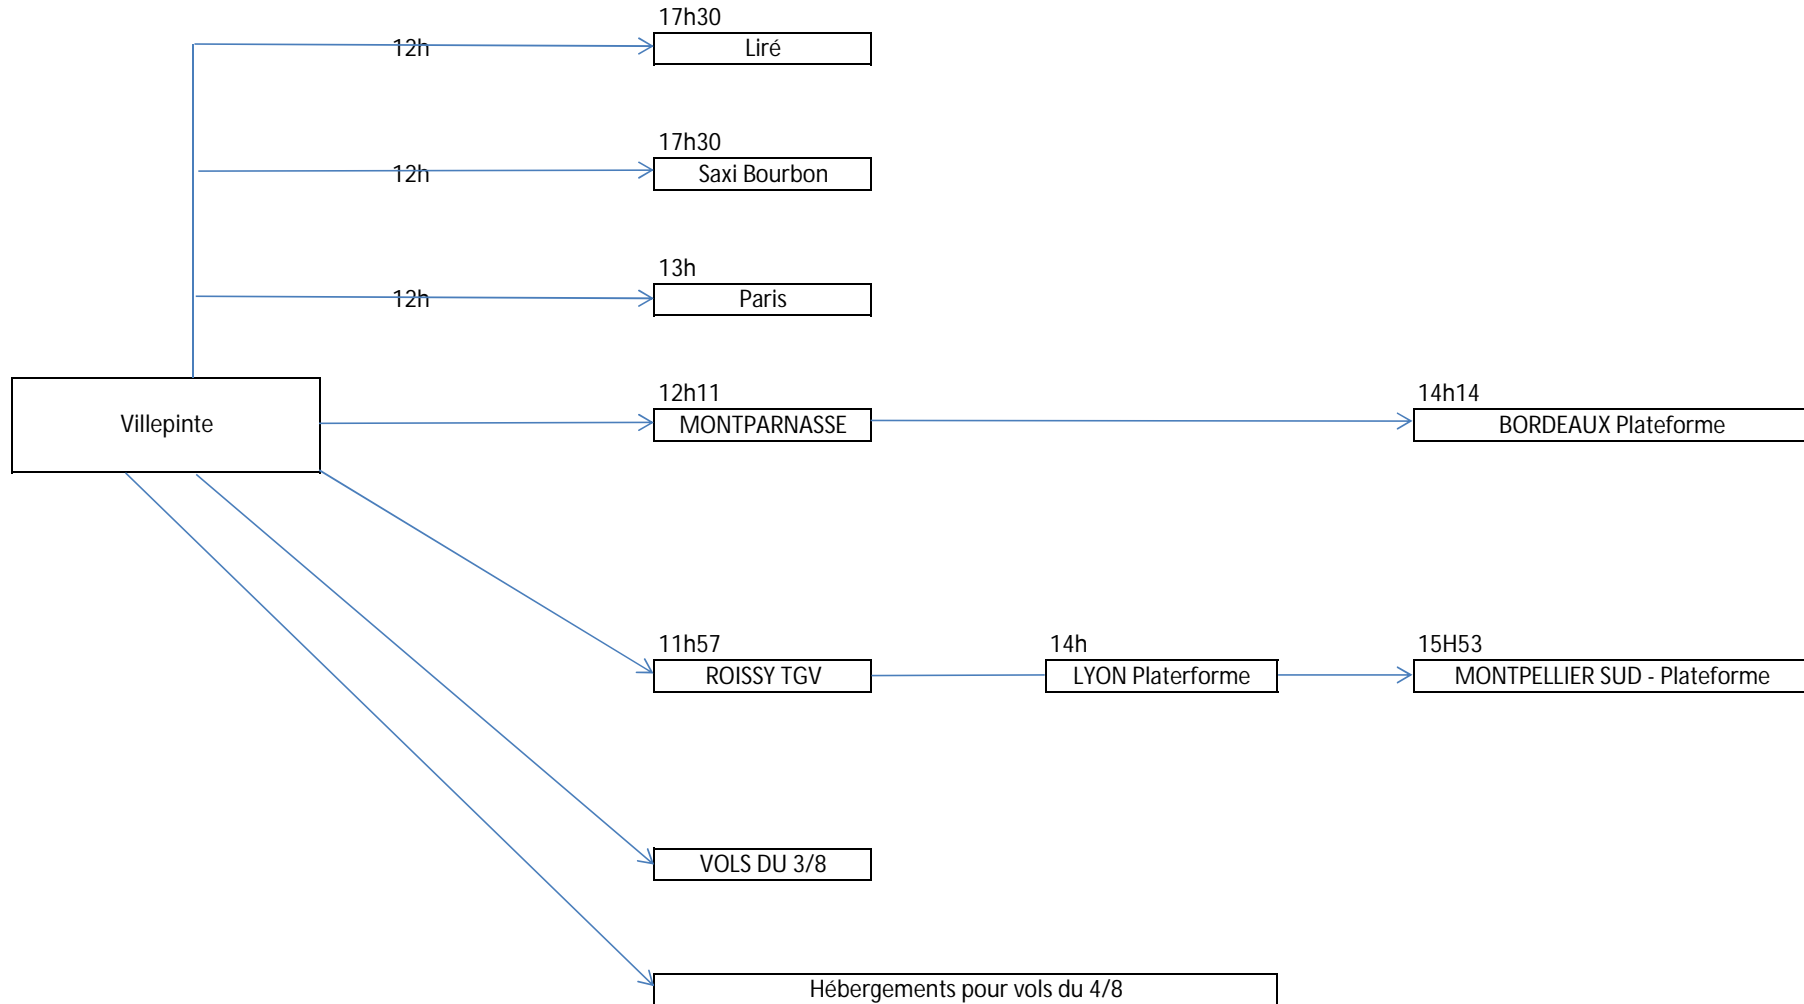 17h30
12h
Liré
17h30
12h
Saxi Bourbon
13h
12h
Paris
12h11
14h14
Villepinte
MONTPARNASSE
BORDEAUX Plateforme
11h57
14h
15H53
ROISSY TGV
LYON Platerforme
MONTPELLIER SUD - Plateforme
VOLS DU 3/8
Hébergements pour vols du 4/8